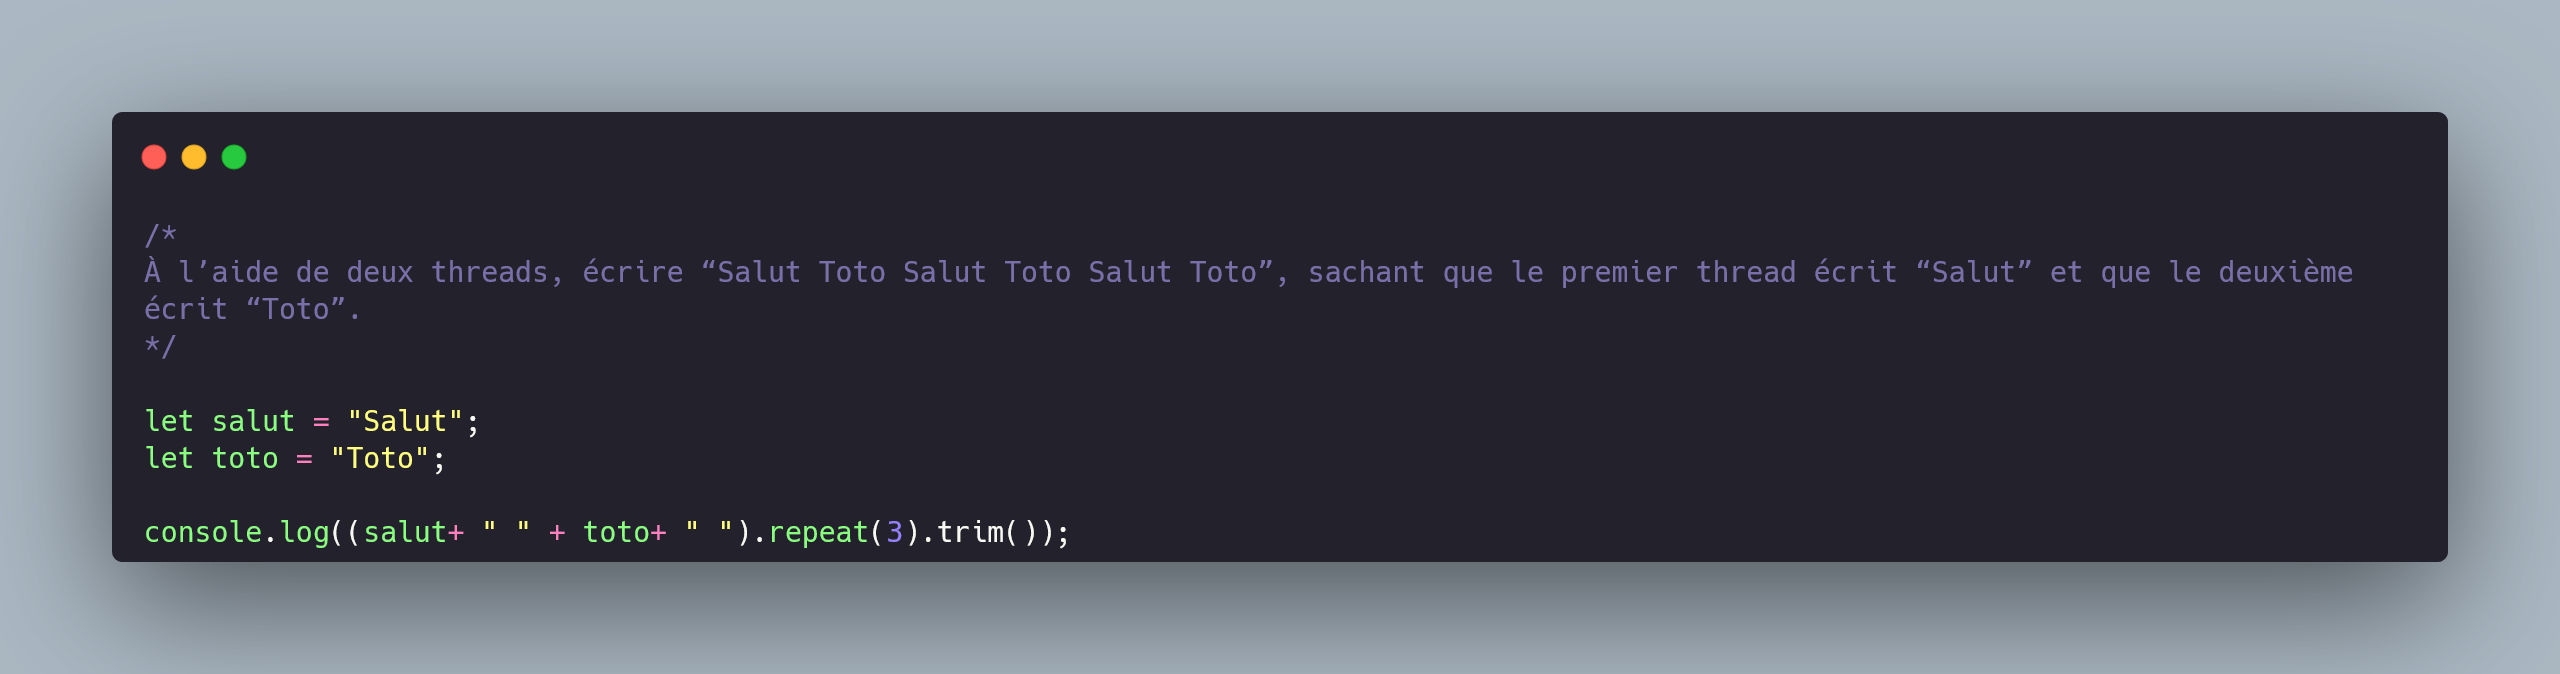 /*
À l’aide de deux threads, écrire “Salut Toto Salut Toto Salut Toto”, sachant que le premier thread écrit “Salut” et que le deuxième
écrit “Toto”.
*/
let salut = "Salut";
let toto = "Toto";
console.log((salut+ " " + toto+ " ").repeat(3).trim());